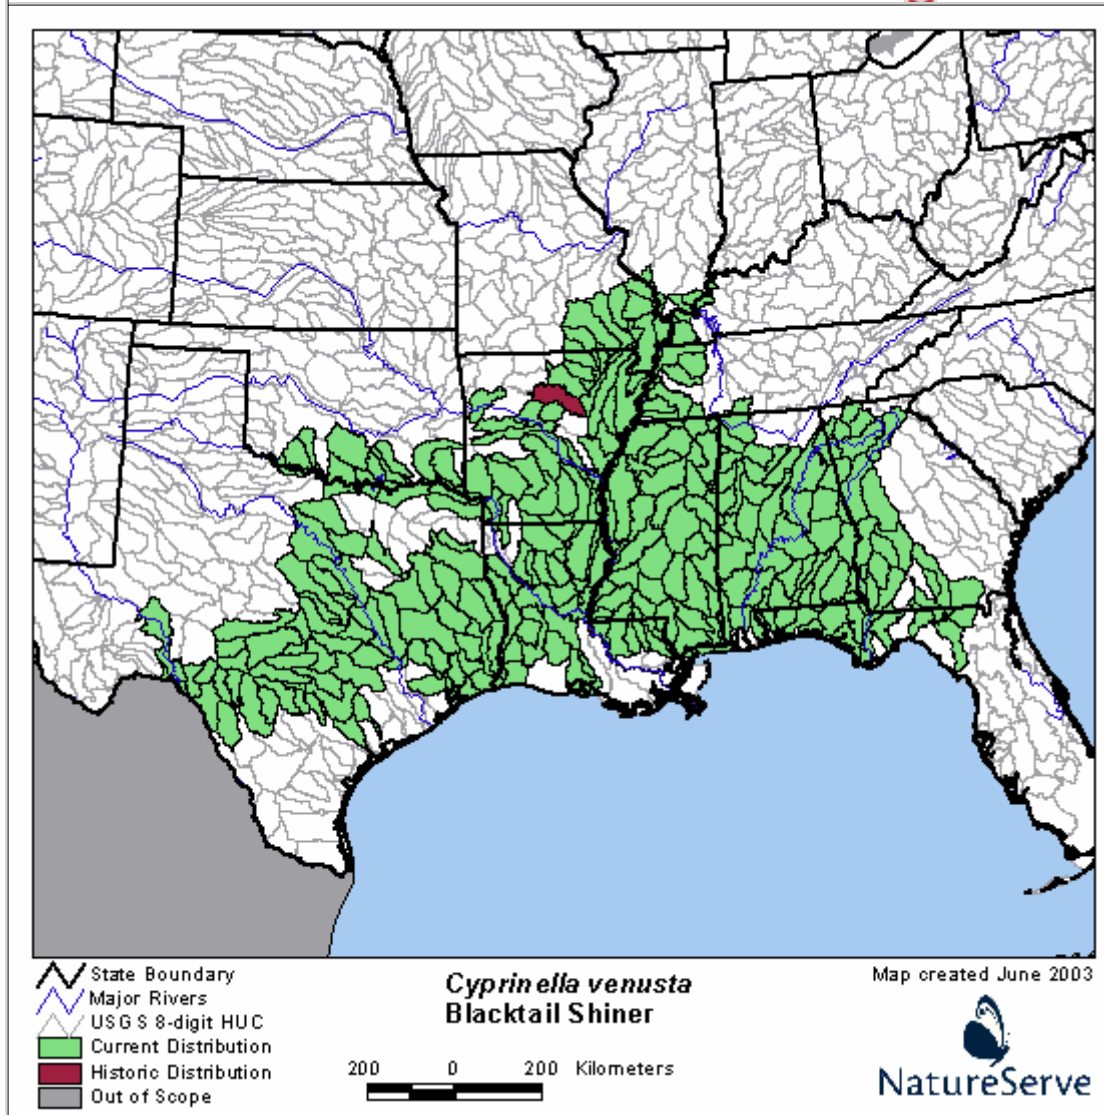 State Boundary
Major Rivers
USGS 8-digit HUC
Current Distribution
Historic Distribution
Out of Scope
Cyprinella venusta
Blacktail Shiner
200 0 200 Kilometers
Map created June 2003
NatureServe